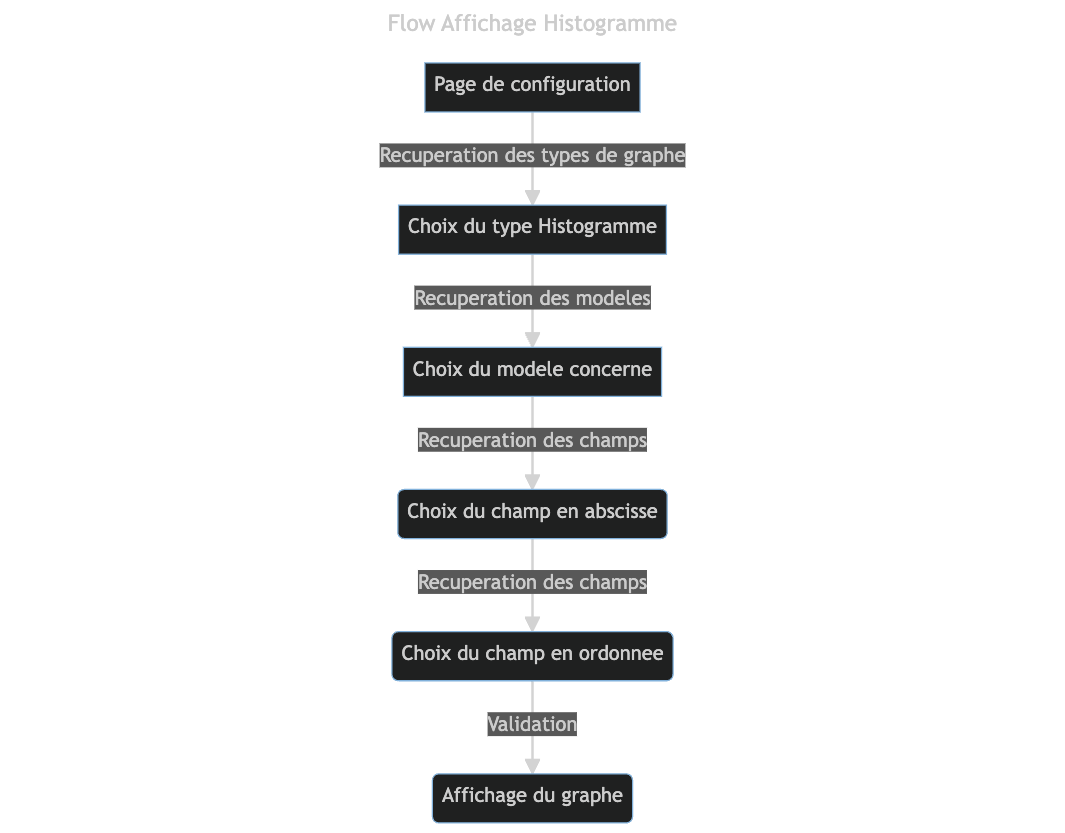 Flow Affichage Histogramme
Page de configuration
Recuperation des types de graphe
Choix du type Histogramme
Recuperation des modeles
Choix du modele concerne
Recuperation des champs
Choix du champ en abscisse
Recuperation des champs
Choix du champ en ordonnee
Validation
Affichage du graphe